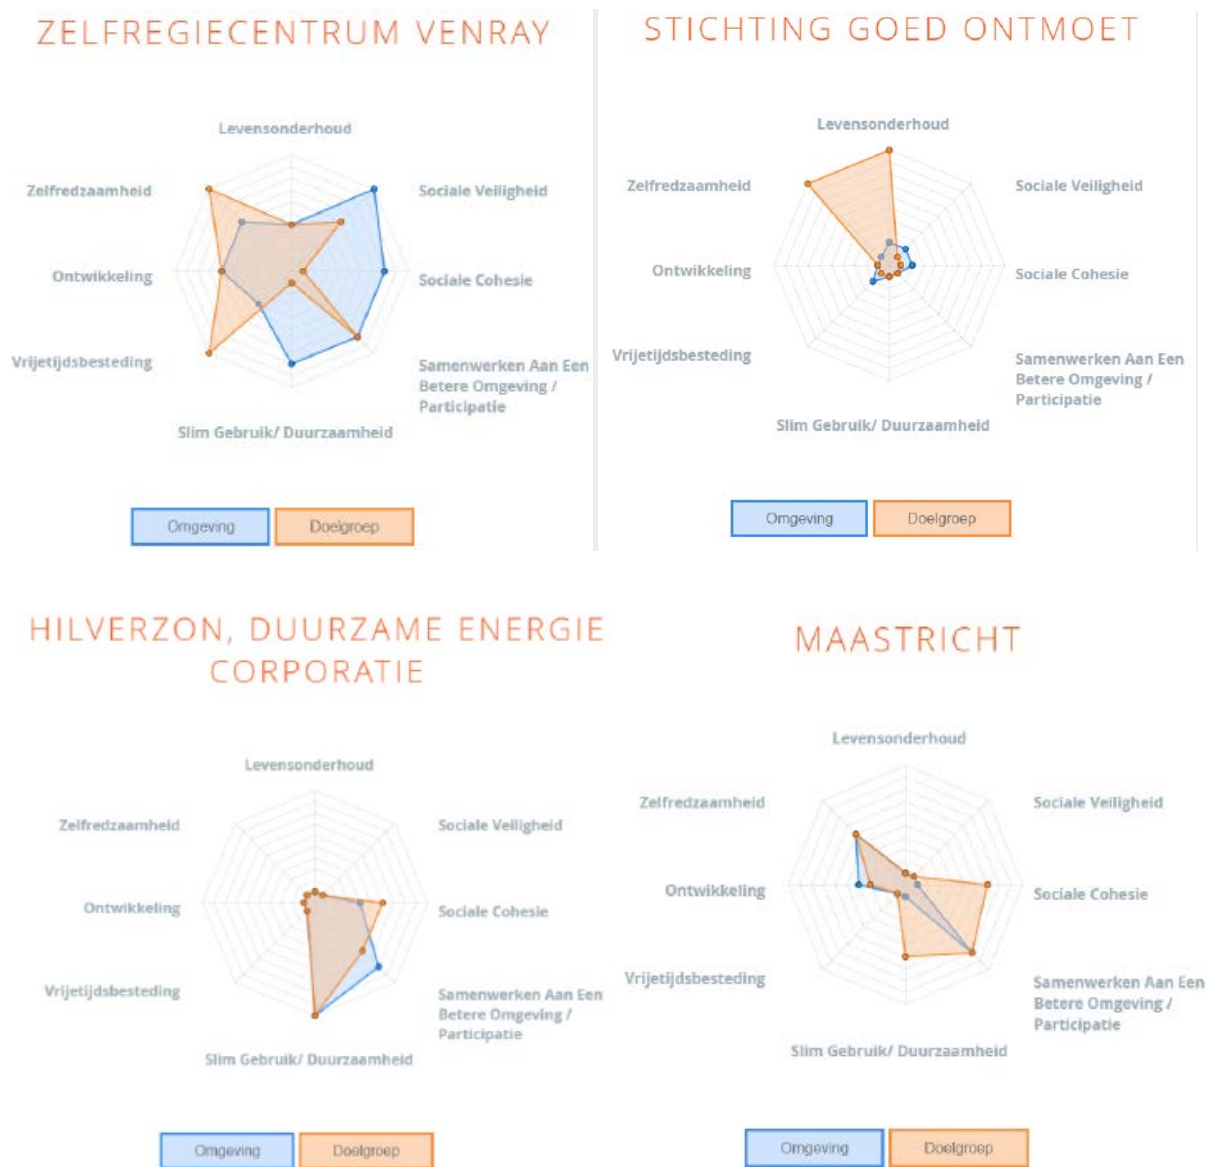 ZELFREGIECENTRUM VENRAY
Levensonderhoud
Zelfredzaamheid
Sociale Veiligheid
Ontwikkeling
Sociale Cohesie
Vrijetijdsbesteding
Samenwerken Aan Een
Betere Omgeving /
Participatie
Slim Gebruik/ Duurzaamheid
Omgeving
Doelgroep
STICHTING GOED ONTMOET
Levensonderhoud
Zelfredzaamheid
Sociale Veiligheid
Ontwikkeling
Sociale Cohesie
Vrijetijdsbesteding
Samenwerken Aan Een
Betere Omgeving /
Participatie
Slim Gebruik/ Duurzaamheid
Omgeving
Doelgroep
HILVERZON, DUURZAME ENERGIE
CORPORATIE
Levensonderhoud
Zelfredzaamheid
Sociale Veiligheid
Ontwikkeling
Sociale Cohesie
Vrijetijdsbesteding
Samenwerken Aan Een
Betere Omgeving /
Participatie
Slim Gebruik/ Duurzaamheid
Omgeving
Doelgroep
MAASTRICHT
Levensonderhoud
Zelfredzaamheid
Sociale Veiligheid
Ontwikkeling
Sociale Cohesie
Vrijetijdsbesteding
Samenwerken Aan Een
Betere Omgeving /
Participatie
Slim Gebruik/ Duurzaamheid
Omgeving
Doelgroep